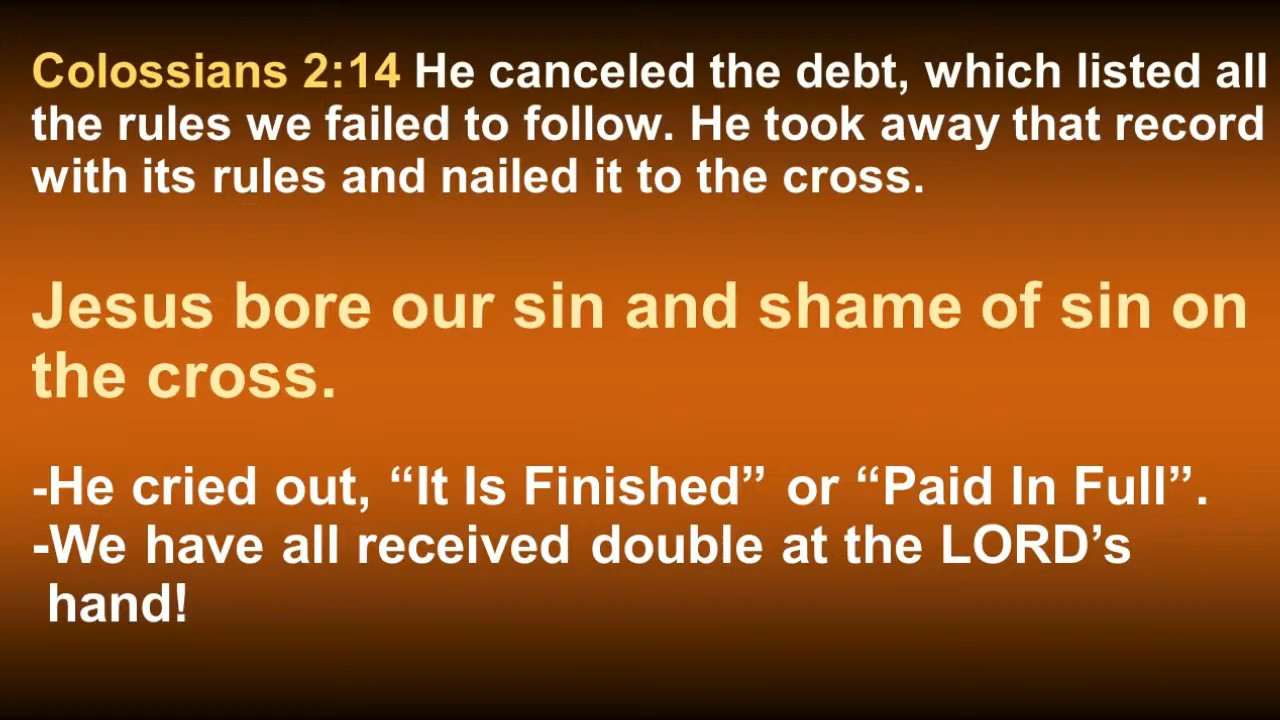 Colossians 2:14 He canceled the debt, which listed all
the rules we failed to follow. He took away that record
with its rules and nailed it to the cross.
Jesus bore our sin and shame of sin on
the cross.
-He cried out, “It Is Finished” or “Paid In Full”.
-We have all received double at the LORD’s
hand!